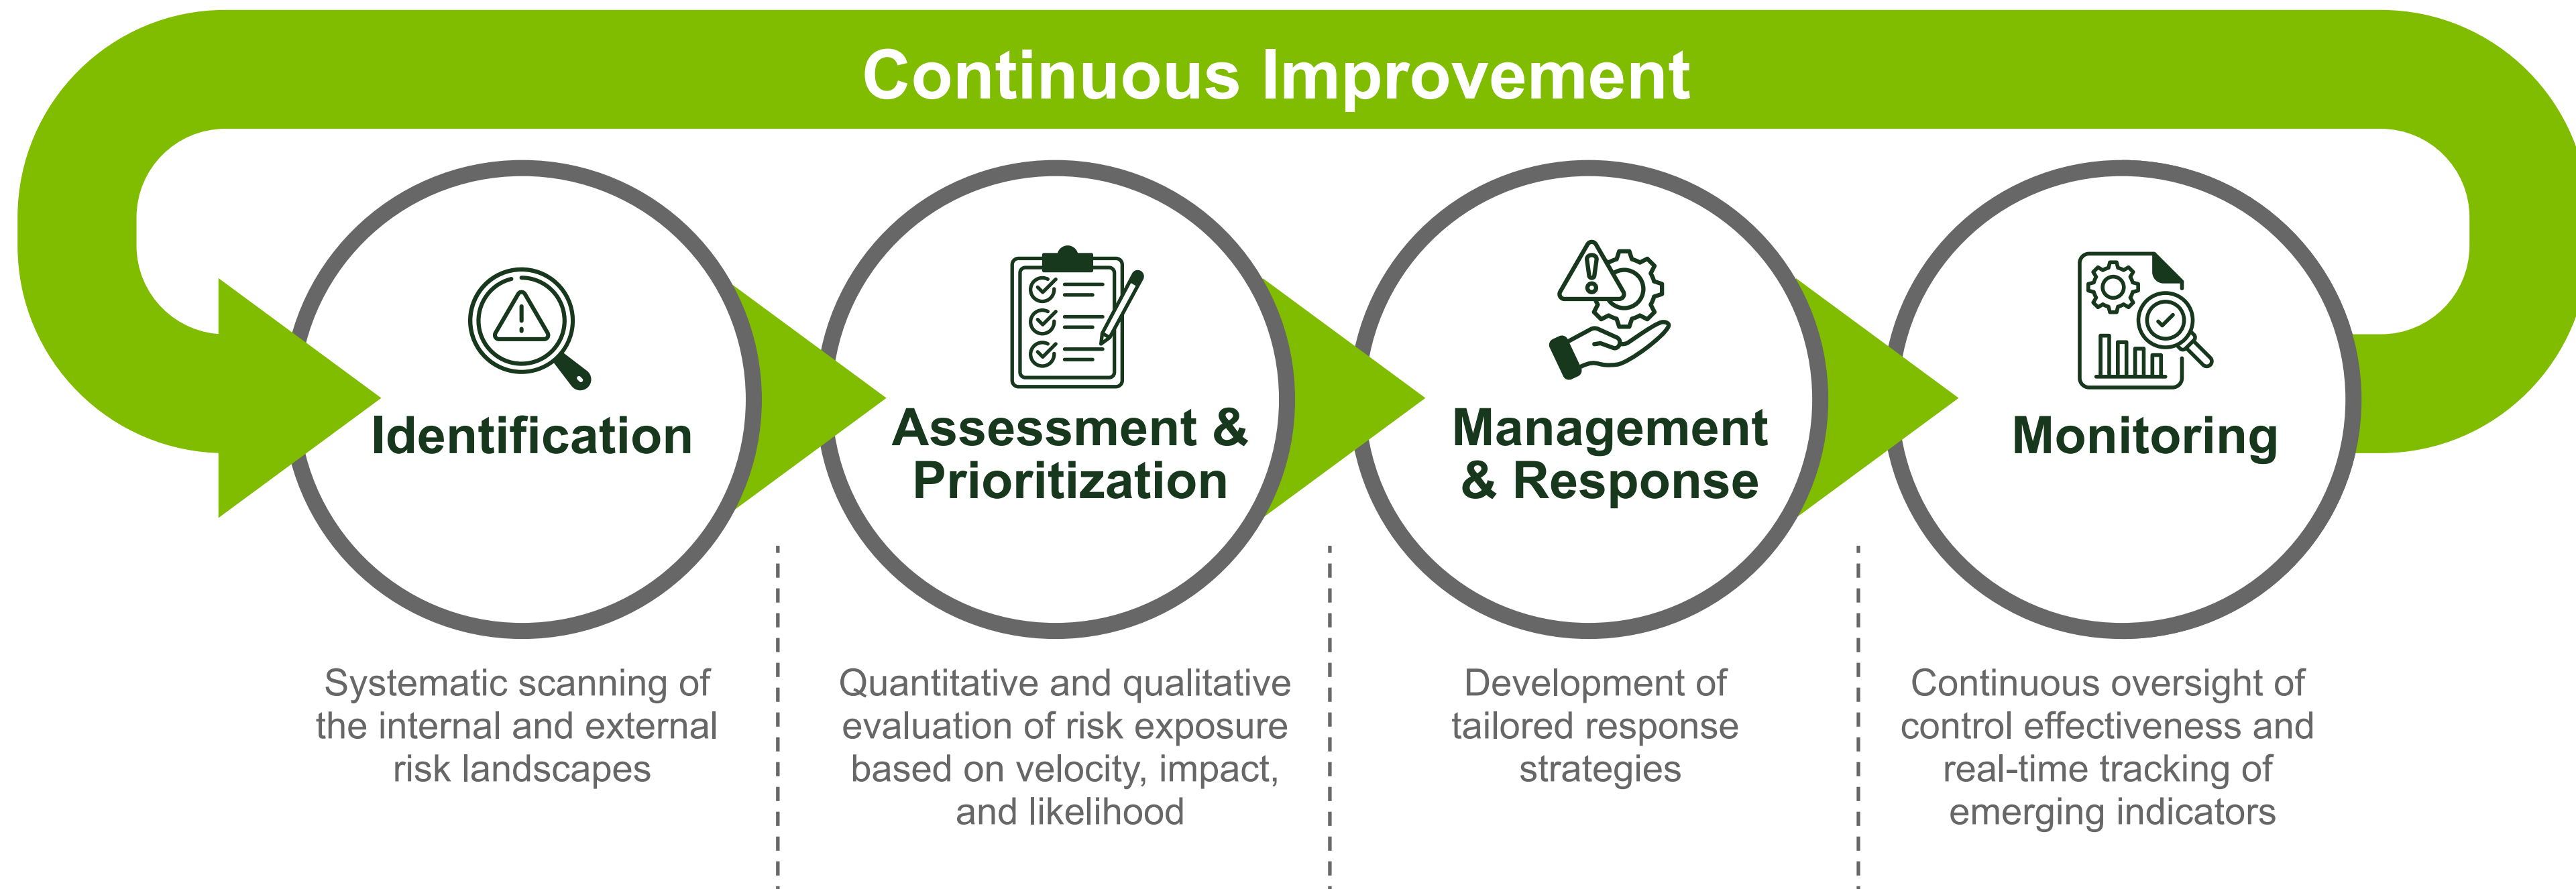 Continuous Improvement
Identification
Assessment &
Prioritization
Management
& Response
Monitoring
Systematic scanning of
the internal and external
risk landscapes
Quantitative and qualitative
evaluation of risk exposure
based on velocity, impact,
and likelihood
Development of
tailored response
strategies
Continuous oversight of
control effectiveness and
real-time tracking of
emerging indicators